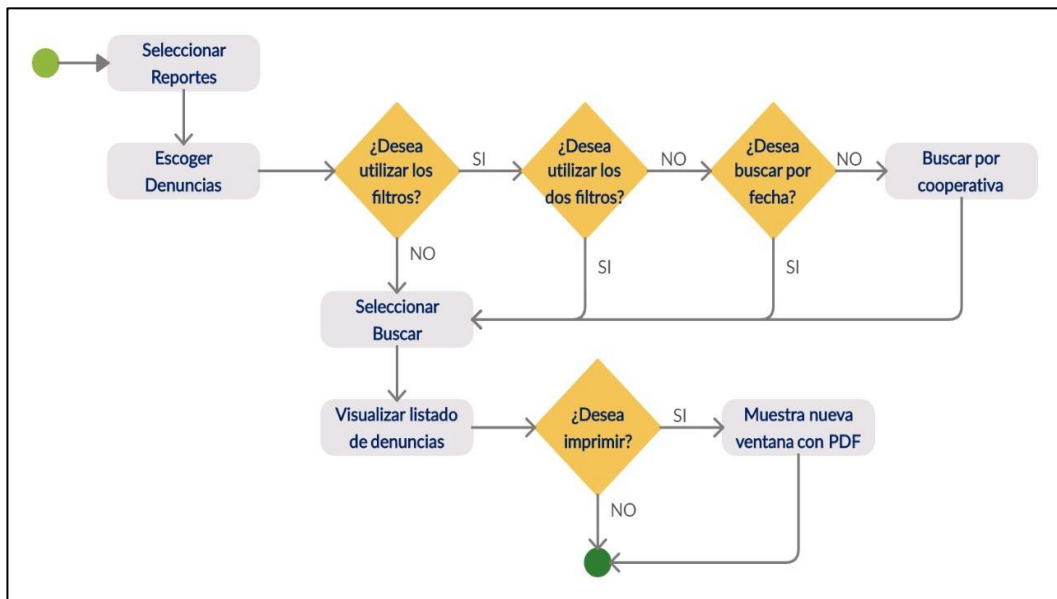 Seleccionar
Reportes
Escoger
Denuncias
¿Desea
utilizar los
filtros?
SI
¿Desea
utilizar los
dos filtros?
NO
¿Desea
buscar por
fecha?
NO
Buscar por
cooperativa
NO
SI
SI
Seleccionar
Buscar
Visualizar listado
de denuncias
¿Desea
imprimir?
SI
Muestra nueva
ventana con PDF
NO